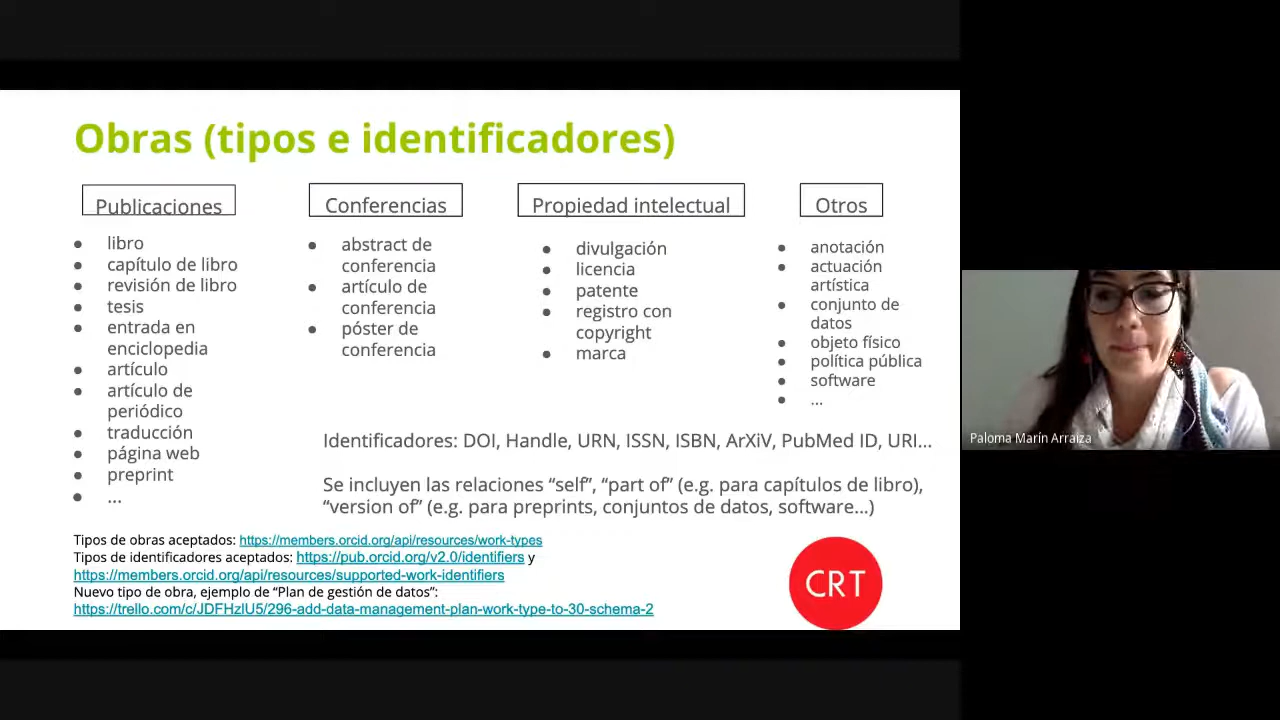 Obras (tipos e identificadores)
Publicaciones
libro
capítulo de libro
revisión de libro
tesis
entrada en
enciclopedia
artículo
artículo de
periódico
traducción
página web
preprint
...
Conferencias
abstract de
conferencia
artículo de
conferencia
póster de
conferencia
Propiedad intelectual
divulgación
licencia
patente
registro con
copyright
marca
Otros
anotación
actuación
artística
conjunto de
datos
objeto físico
política pública
software
...
Identificadores: DOI, Handle, URN, ISSN, ISBN, ArXiV, PubMed ID, URI...
Se incluyen las relaciones “self”, “part of” (e.g. para capítulos de libro),
“version of” (e.g. para preprints, conjuntos de datos, software...)
Tipos de obras aceptados: https://members.orcid.org/api/resources/work-types
Tipos de identificadores aceptados: https://pub.orcid.org/v2.0/identifiers y
https://members.orcid.org/api/resources/supported-work-identifiers
Nuevo tipo de obra, ejemplo de “Plan de gestión de datos”:
https://trello.com/c/JDFHzIU5/296-add-data-management-plan-work-type-to-30-schema-2
CRT
Paloma Marín Arraiza